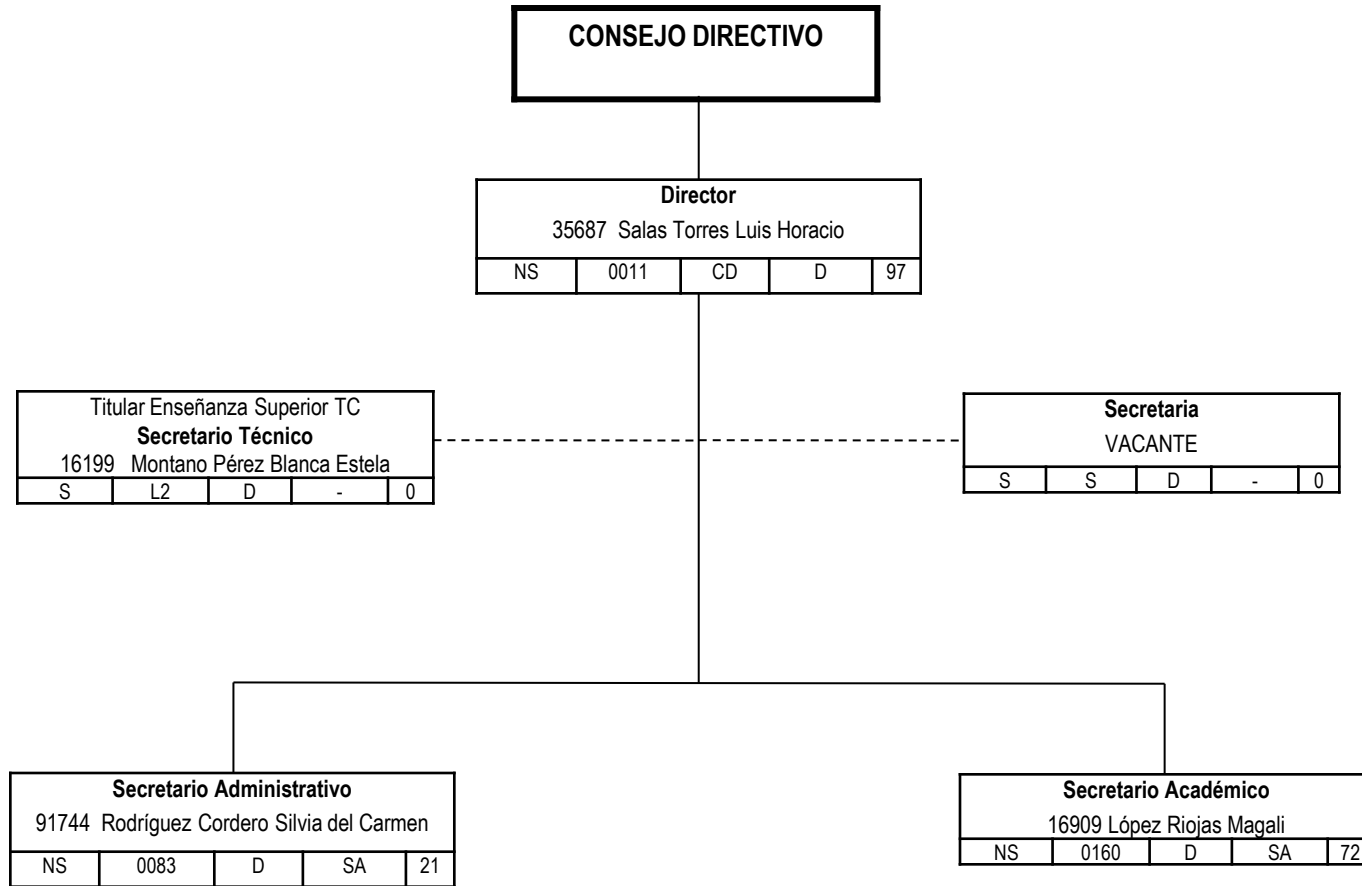 CONSEJO DIRECTIVO
Director
35687 Salas Torres Luis Horacio
NS 0011 CD D 97
Titular Enseñanza Superior TC
Secretario Técnico
16199 Montano Pérez Blanca Estela
S L2 D - 0
Secretaria
VACANTE
S S D - 0
Secretario Administrativo
91744 Rodríguez Cordero Silvia del Carmen
NS 0083 D SA 21
Secretario Académico
16909 López Riojas Magali
NS 0160 D SA 72